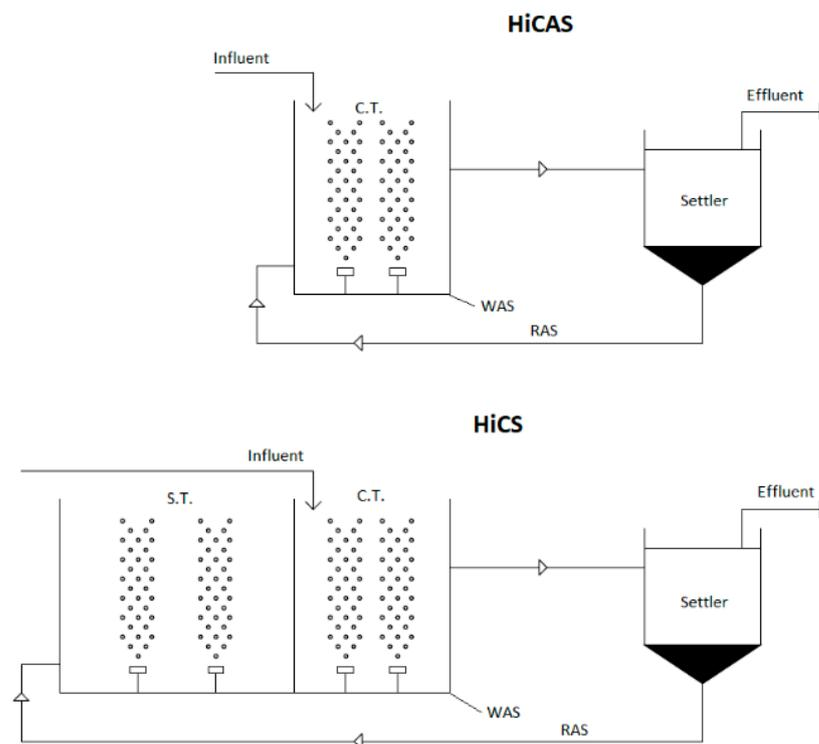 HiCAS
Influent
C.T.
Effluent
Settler
WAS
RAS
HiCS
Influent
S.T.
C.T.
Effluent
Settler
WAS
RAS